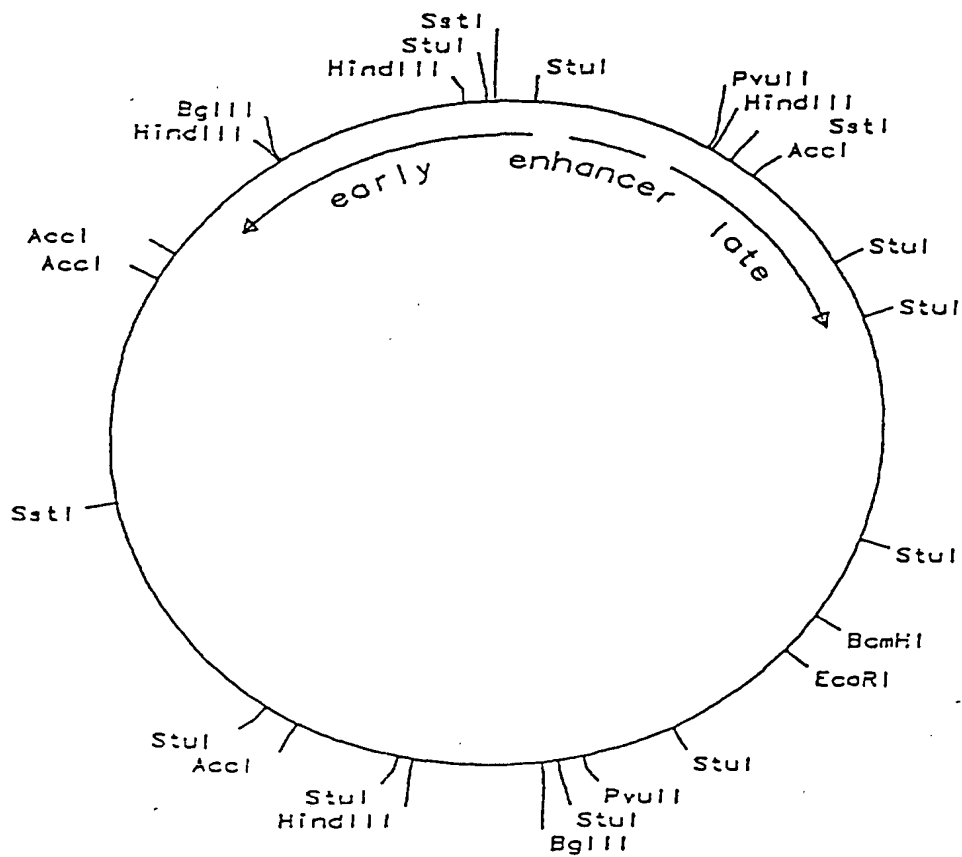 SstI
StuI
HindIII
StuI
BglII
HindIII
PvuII
HindIII
SstI
AccI
early
enhancer
late
AccI
AccI
StuI
StuI
SstI
StuI
BamHI
EcoRI
StuI
AccI
StuI
HindIII
StuI
PvuII
StuI
BglII